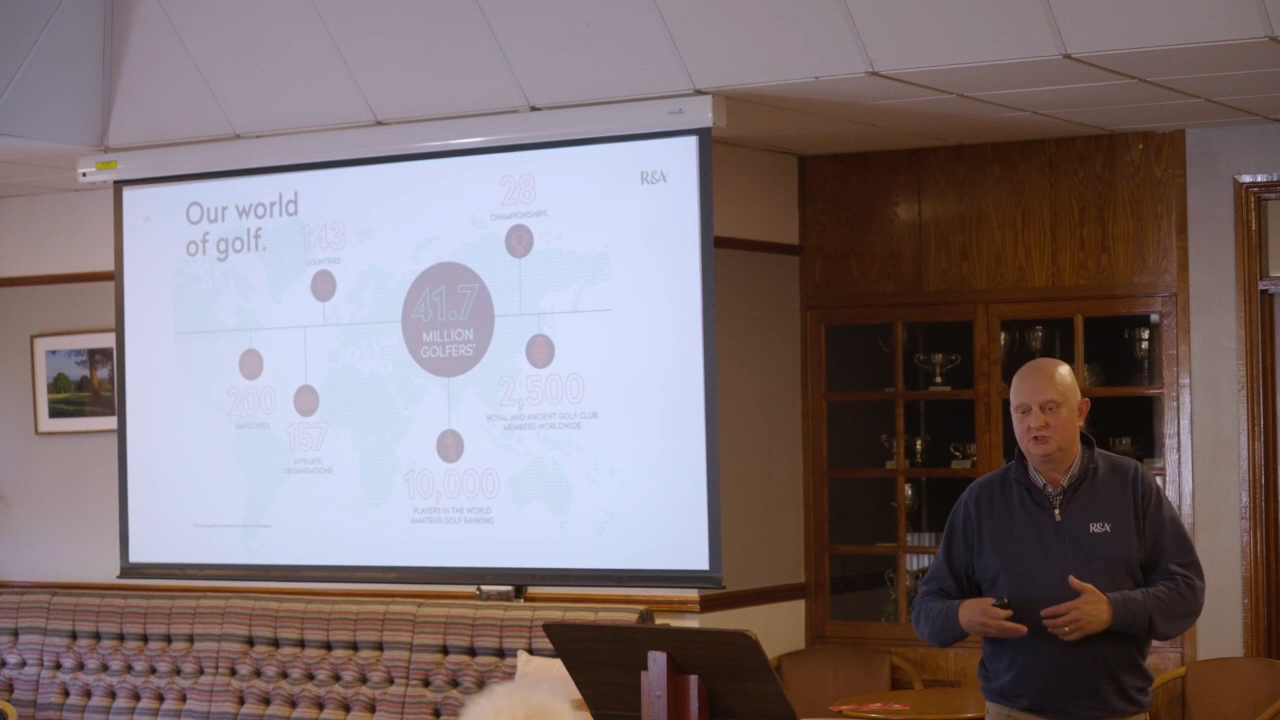 Our world
of golf.
R&A
143
COUNTRIES
28
CHAMPIONSHIPS
41.7
MILLION
GOLFERS*
200
EMPLOYEES
157
AFFILIATE
ORGANISATIONS
2,500
ROYAL AND ANCIENT GOLF CLUB
MEMBERS WORLDWIDE
10,000
PLAYERS IN THE WORLD
AMATEUR GOLF RANKING
R&A